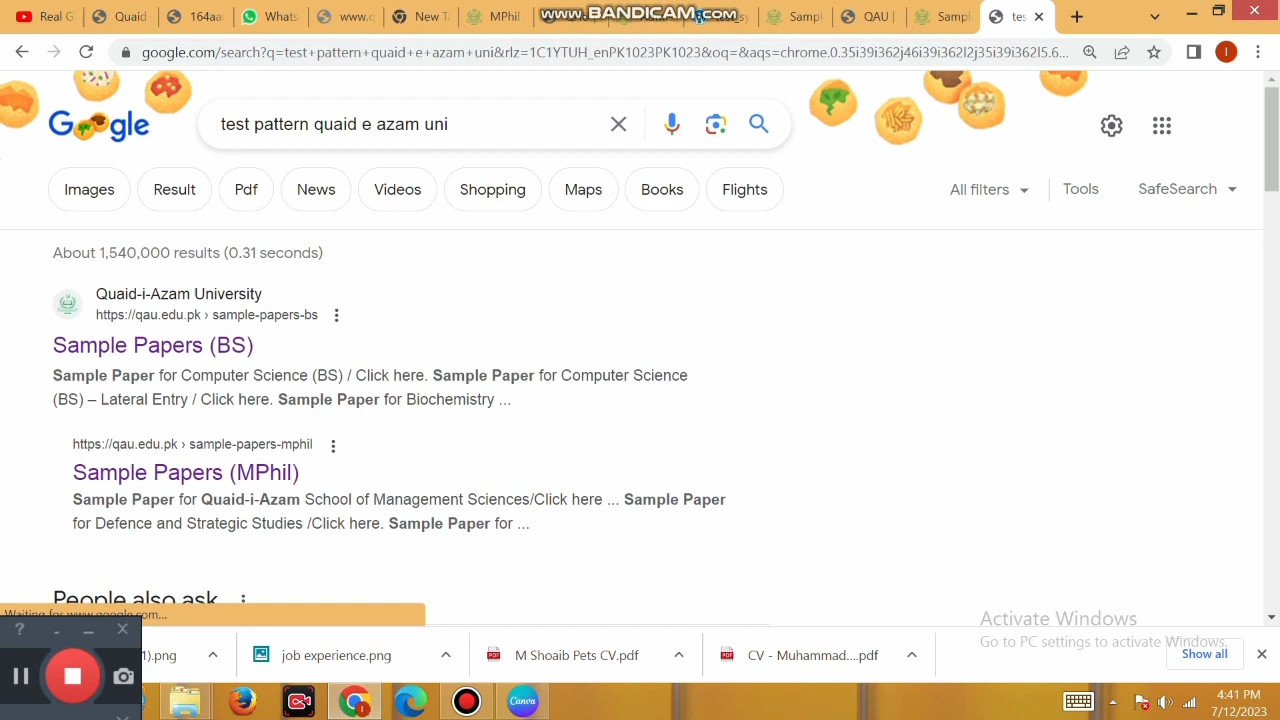 Real G
Quaid
164aa
Whats
www.q
New T
MPhil
WWW.BANDICAM.COM
Sampl
QAU |
Sampl
tes
google.com/search?q=test+pattern+quaid+e+azam+uni&rlz=1C1YTUH_enPK1023PK1023&oq=&aqs=chrome.0.35i39i362j46i39i362l2j35i39i362l5.6...
I
Google
test pattern quaid e azam uni
Images
Result
Pdf
News
Videos
Shopping
Maps
Books
Flights
All filters
Tools
SafeSearch
About 1,540,000 results (0.31 seconds)
Quaid-i-Azam University
https://qau.edu.pk › sample-papers-bs
Sample Papers (BS)
Sample Paper for Computer Science (BS) / Click here. Sample Paper for Computer Science
(BS) – Lateral Entry / Click here. Sample Paper for Biochemistry ...
https://qau.edu.pk › sample-papers-mphil
Sample Papers (MPhil)
Sample Paper for Quaid-i-Azam School of Management Sciences/Click here ... Sample Paper
for Defence and Strategic Studies /Click here. Sample Paper for ...
People also ask
Waiting for www.google.com...
Activate Windows
Go to PC settings to activate Windows.
1).png
job experience.png
M Shoaib Pets CV.pdf
CV - Muhammad....pdf
Show all
Canva
4:41 PM
7/12/2023